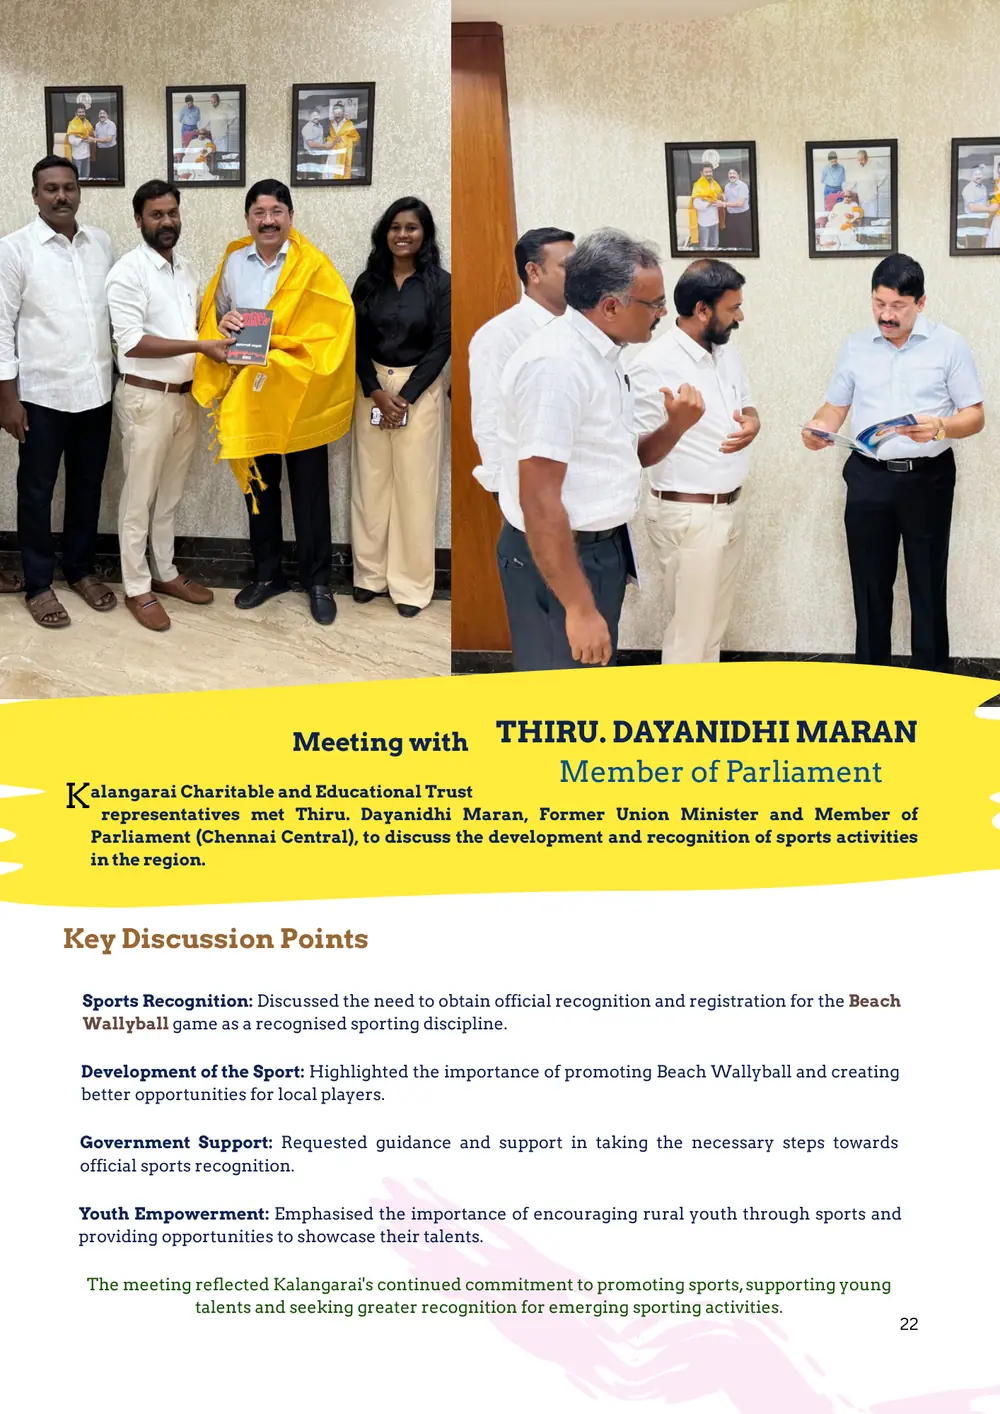 Meeting with
THIRU. DAYANIDHI MARAN
Member of Parliament
Kalangarai Charitable and Educational Trust
representatives met Thiru. Dayanidhi Maran, Former Union Minister and Member of
Parliament (Chennai Central), to discuss the development and recognition of sports activities
in the region.
Key Discussion Points
Sports Recognition: Discussed the need to obtain official recognition and registration for the Beach
Wallyball game as a recognised sporting discipline.
Development of the Sport: Highlighted the importance of promoting Beach Wallyball and creating
better opportunities for local players.
Government Support: Requested guidance and support in taking the necessary steps towards
official sports recognition.
Youth Empowerment: Emphasised the importance of encouraging rural youth through sports and
providing opportunities to showcase their talents.
The meeting reflected Kalangarai's continued commitment to promoting sports, supporting young
talents and seeking greater recognition for emerging sporting activities.
22